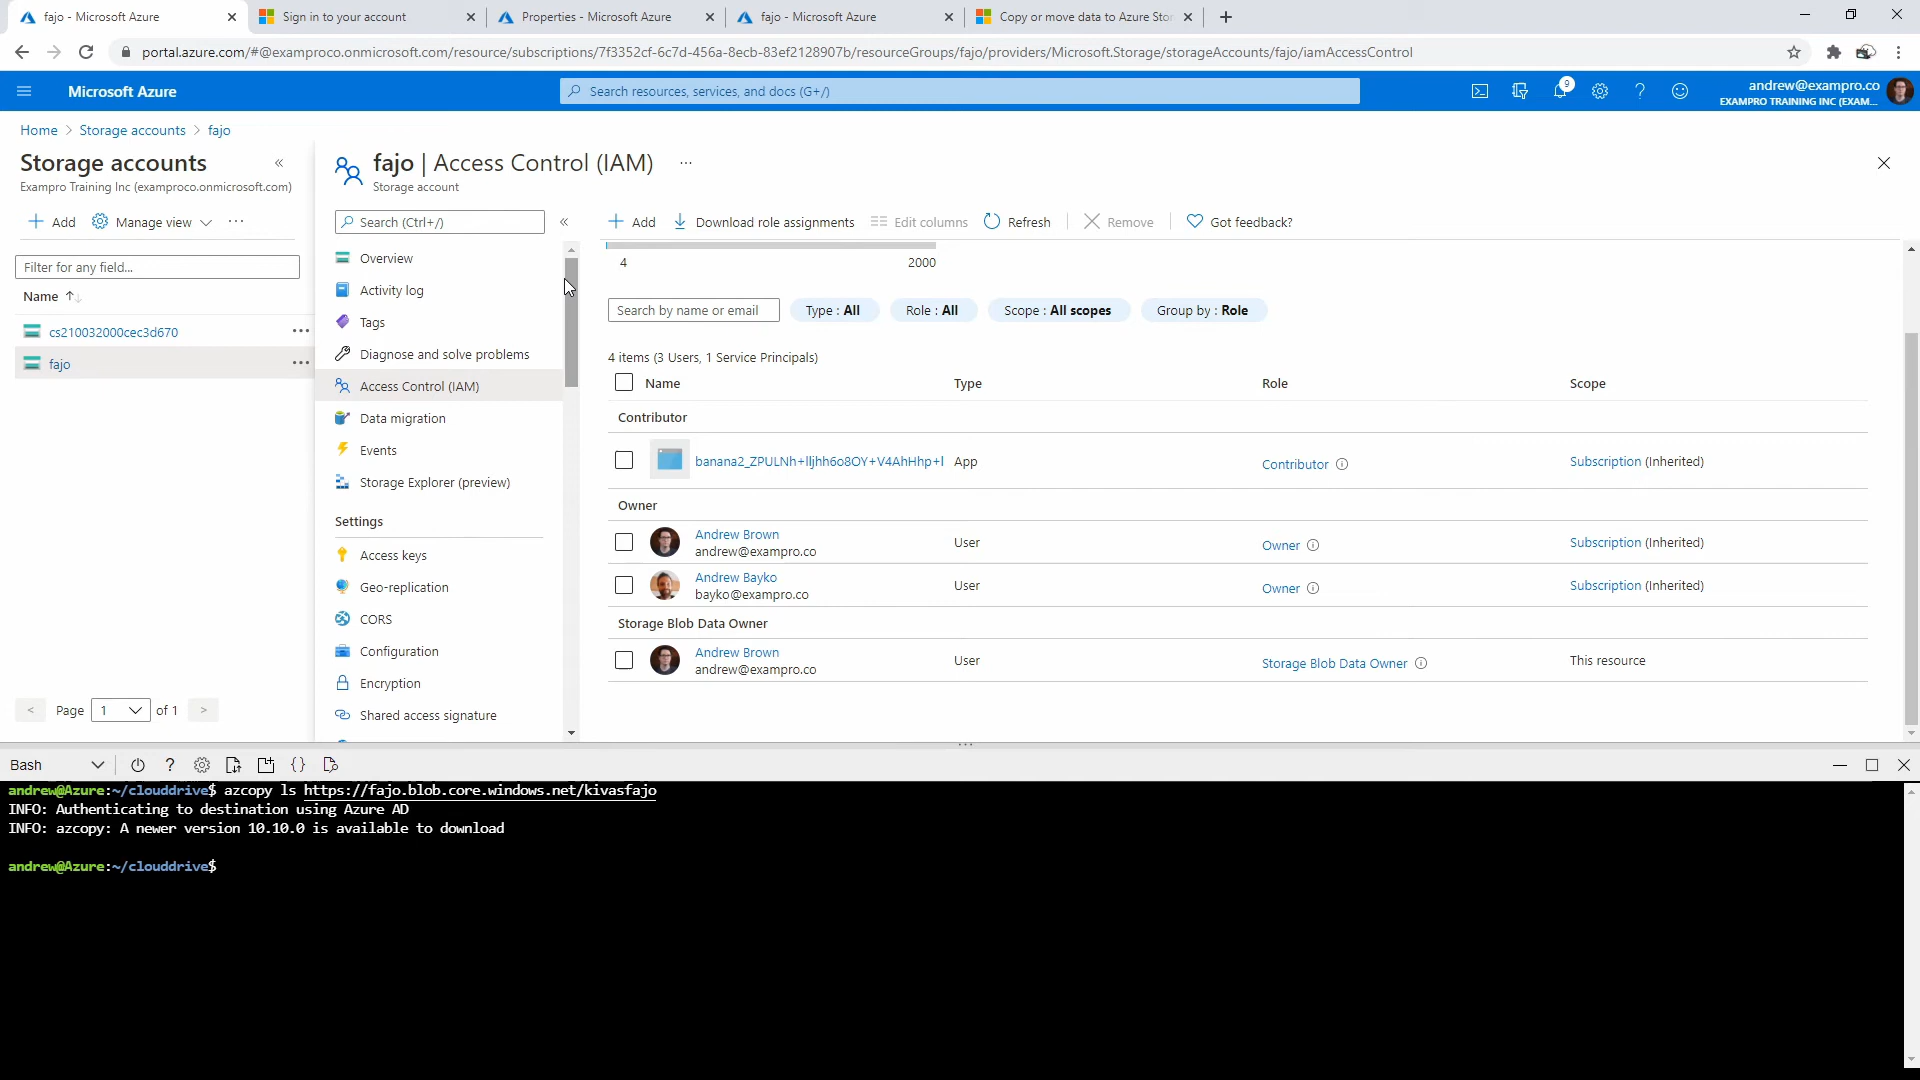 fajo - Microsoft Azure
Sign in to your account
Properties - Microsoft Azure
fajo - Microsoft Azure
Copy or move data to Azure Stor
portal.azure.com/#@examproco.onmicrosoft.com/resource/subscriptions/7f3352cf-6c7d-456a-8ecb-83ef2128907b/resourceGroups/fajo/providers/Microsoft.Storage/storageAccounts/fajo/iamAccessControl
Microsoft Azure
Search resources, services, and docs (G+/)
9
andrew@exampro.co
EXAMPRO TRAINING INC (EXAM...
Home > Storage accounts > fajo
Storage accounts
Exampro Training Inc (examproco.onmicrosoft.com)
Add
Manage view
Filter for any field...
Name
cs210032000cec3d670
fajo
< Page 1 of 1 >
fajo | Access Control (IAM)
Storage account
Search (Ctrl+/)
Overview
Activity log
Tags
Diagnose and solve problems
Access Control (IAM)
Data migration
Events
Storage Explorer (preview)
Settings
Access keys
Geo-replication
CORS
Configuration
Encryption
Shared access signature
Add
Download role assignments
Edit columns
Refresh
Remove
Got feedback?
4 2000
Search by name or email
Type : All
Role : All
Scope : All scopes
Group by : Role
4 items (3 Users, 1 Service Principals)
Name Type Role Scope
Contributor
App Contributor Subscription (Inherited)
Owner
Andrew Brown
andrew@exampro.co
User Owner Subscription (Inherited)
Andrew Bayko
bayko@exampro.co
User Owner Subscription (Inherited)
Storage Blob Data Owner
Andrew Brown
andrew@exampro.co
User Storage Blob Data Owner This resource
Bash
andrew@Azure:~/clouddrive$ azcopy ls https://fajo.blob.core.windows.net/kivasfajo
INFO: Authenticating to destination using Azure AD
INFO: azcopy: A newer version 10.10.0 is available to download
andrew@Azure:~/clouddrive$